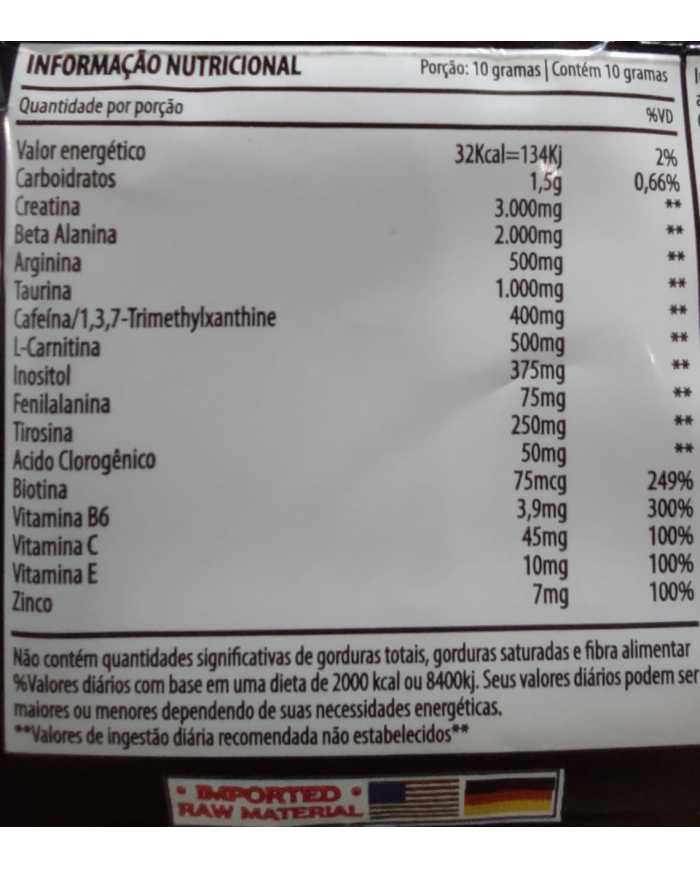 INFORMAÇÃO NUTRICIONAL Porção: 10 gramas | Contém 10 gramas
Quantidade por porção %VD
Valor energético 32Kcal=134Kj 2%
Carboidratos 1,5g 0,66%
Creatina 3.000mg **
Beta Alanina 2.000mg **
Arginina 500mg **
Taurina 1.000mg **
Cafeína/1,3,7-Trimethylxanthine 400mg **
L-Carnitina 500mg **
Inositol 375mg **
Fenilalanina 75mg **
Tirosina 250mg **
Acido Clorogênico 50mg **
Biotina 75mcg 249%
Vitamina B6 3,9mg 300%
Vitamina C 45mg 100%
Vitamina E 10mg 100%
Zinco 7mg 100%
Não contém quantidades significativas de gorduras totais, gorduras saturadas e fibra alimentar
%Valores diários com base em uma dieta de 2000 kcal ou 8400kj. Seus valores diários podem ser
maiores ou menores dependendo de suas necessidades energéticas.
**Valores de ingestão diária recomendada não estabelecidos**
• IMPORTED •
RAW MATERIAL